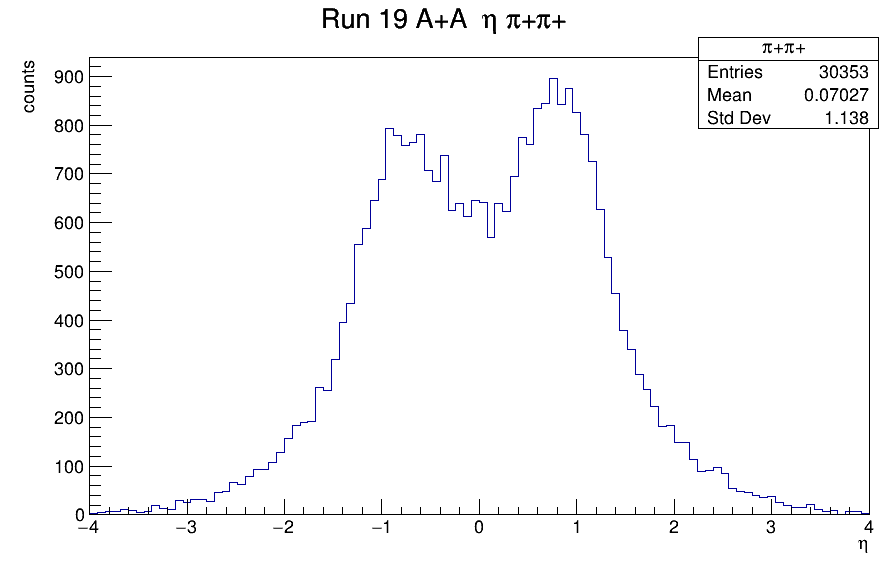 Run 19 A+A η π+π+
π+π+
Entries 30353
Mean 0.07027
Std Dev 1.138
counts
900
800
700
600
500
400
300
200
100
0
−4 −3 −2 −1 0 1 2 3 4
η